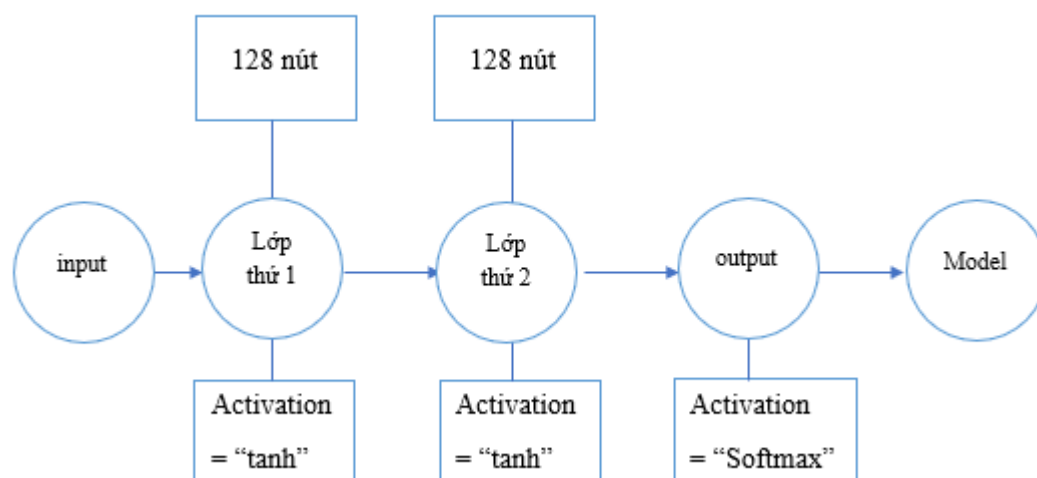 128 nút
128 nút
input
Lớp
thứ 1
Lớp
thứ 2
output
Model
Activation
= “tanh”
Activation
= “tanh”
Activation
= “Softmax”